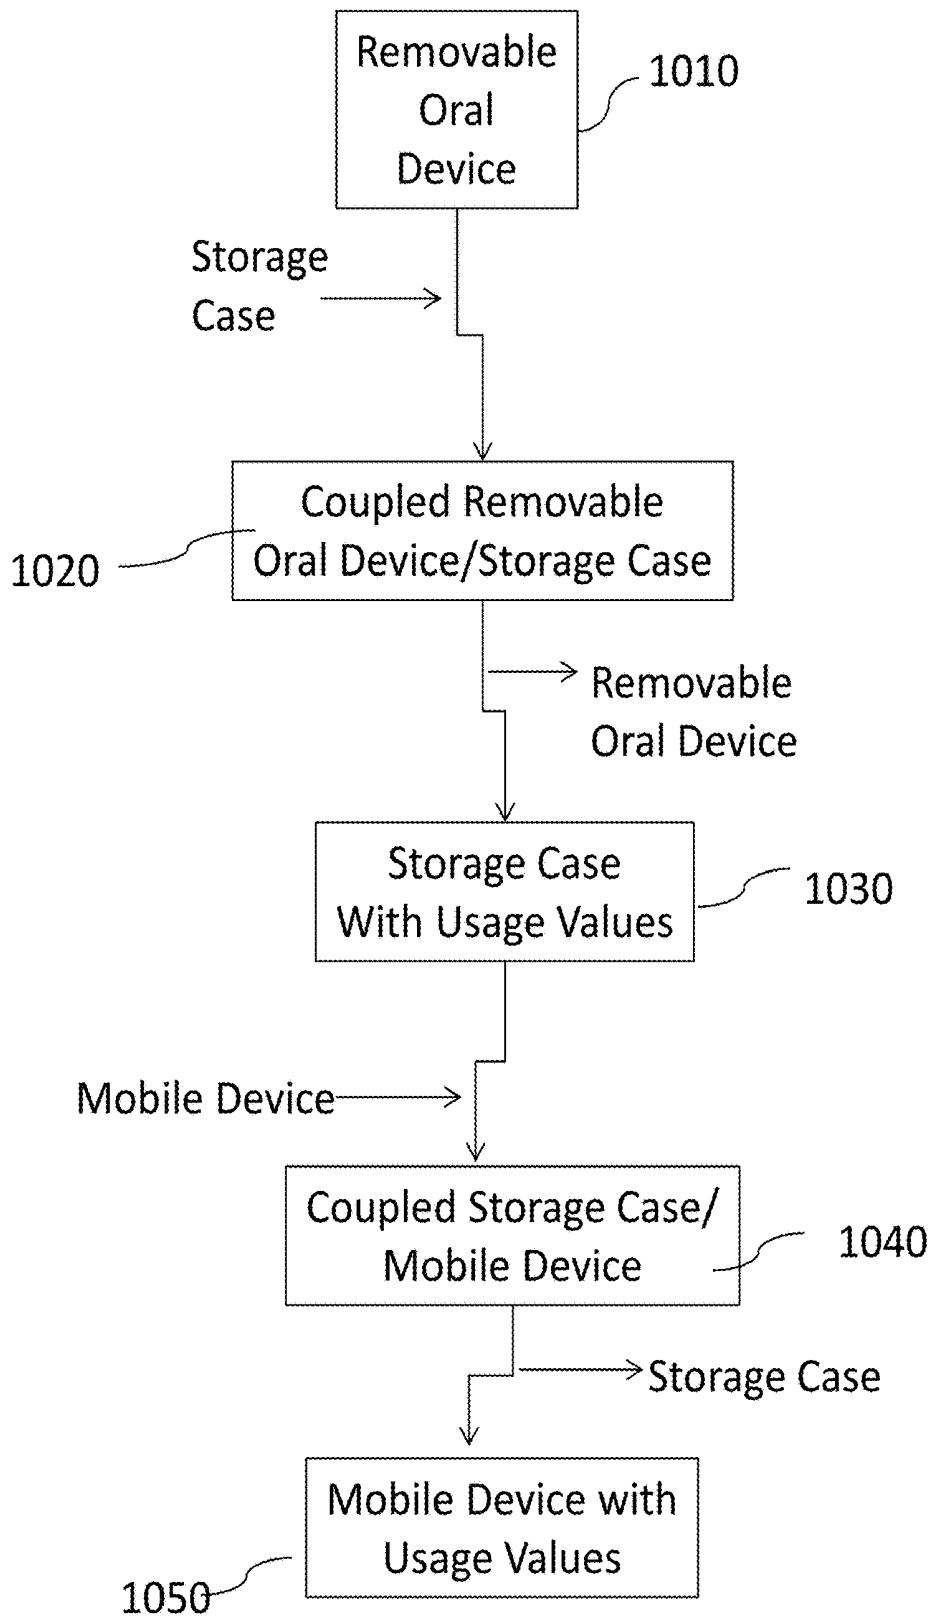 Removable
Oral
Device
1010
Storage
Case
Coupled Removable
Oral Device/Storage Case
1020
Removable
Oral Device
Storage Case
With Usage Values
1030
Mobile Device
Coupled Storage Case/
Mobile Device
1040
Storage Case
Mobile Device with
Usage Values
1050